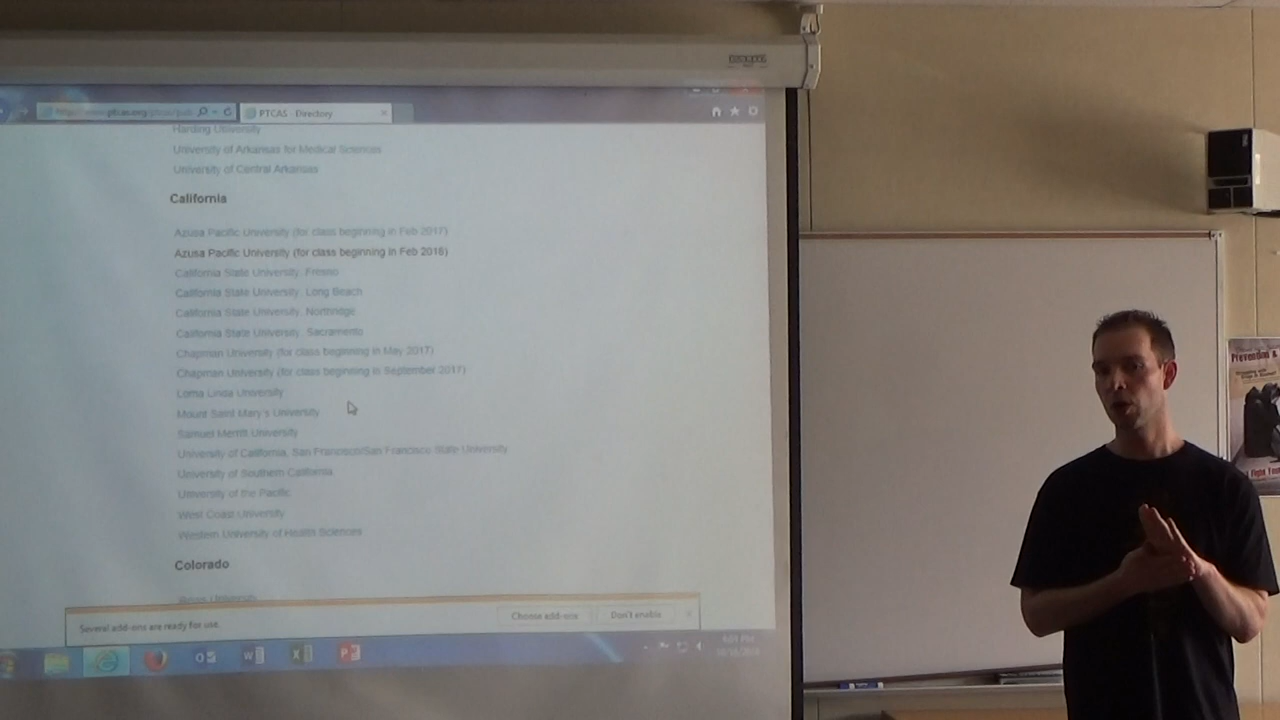 PTCAS - Directory
Harding University
University of Arkansas for Medical Sciences
University of Central Arkansas
California
Azusa Pacific University (for class beginning in Feb 2017)
Azusa Pacific University (for class beginning in Feb 2016)
California State University, Fresno
California State University, Long Beach
California State University, Northridge
California State University, Sacramento
Chapman University (for class beginning in May 2017)
Chapman University (for class beginning in September 2017)
Loma Linda University
Mount Saint Mary's University
Samuel Merritt University
University of California, San Francisco/San Francisco State University
University of Southern California
University of the Pacific
West Coast University
Western University of Health Sciences
Colorado
University
Several add-ons are ready for use.
Choose add-ons
Don't enable
Prevention &